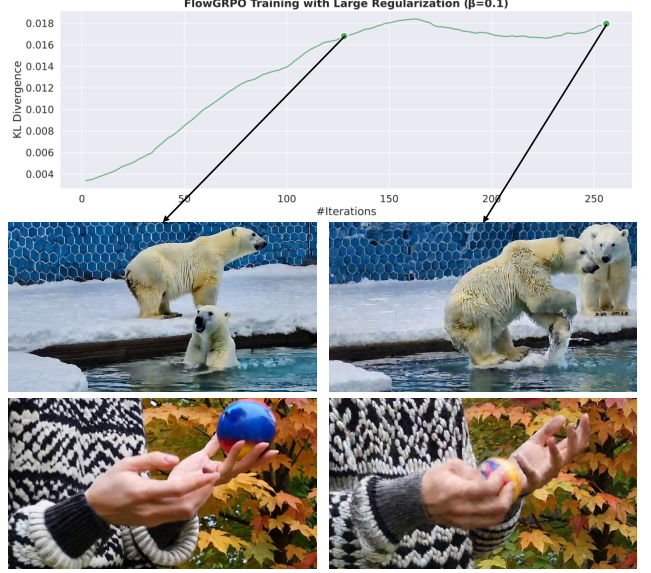 FlowGRPO Training with Large Regularization (β=0.1)
KL Divergence
0.018
0.016
0.014
0.012
0.010
0.008
0.006
0.004
0 50 100 150 200 250
#Iterations